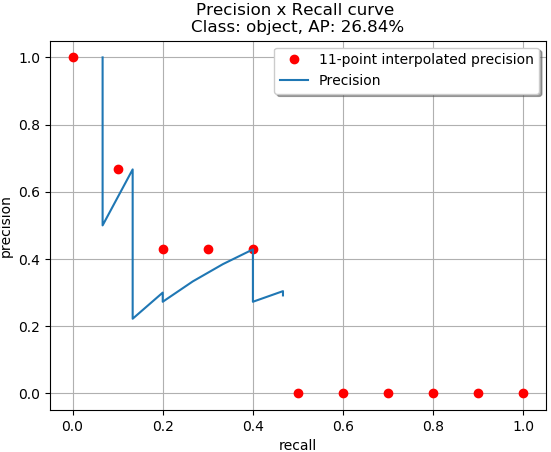 Precision x Recall curve
Class: object, AP: 26.84%
11-point interpolated precision
Precision
precision
1.0
0.8
0.6
0.4
0.2
0.0
0.0 0.2 0.4 0.6 0.8 1.0
recall